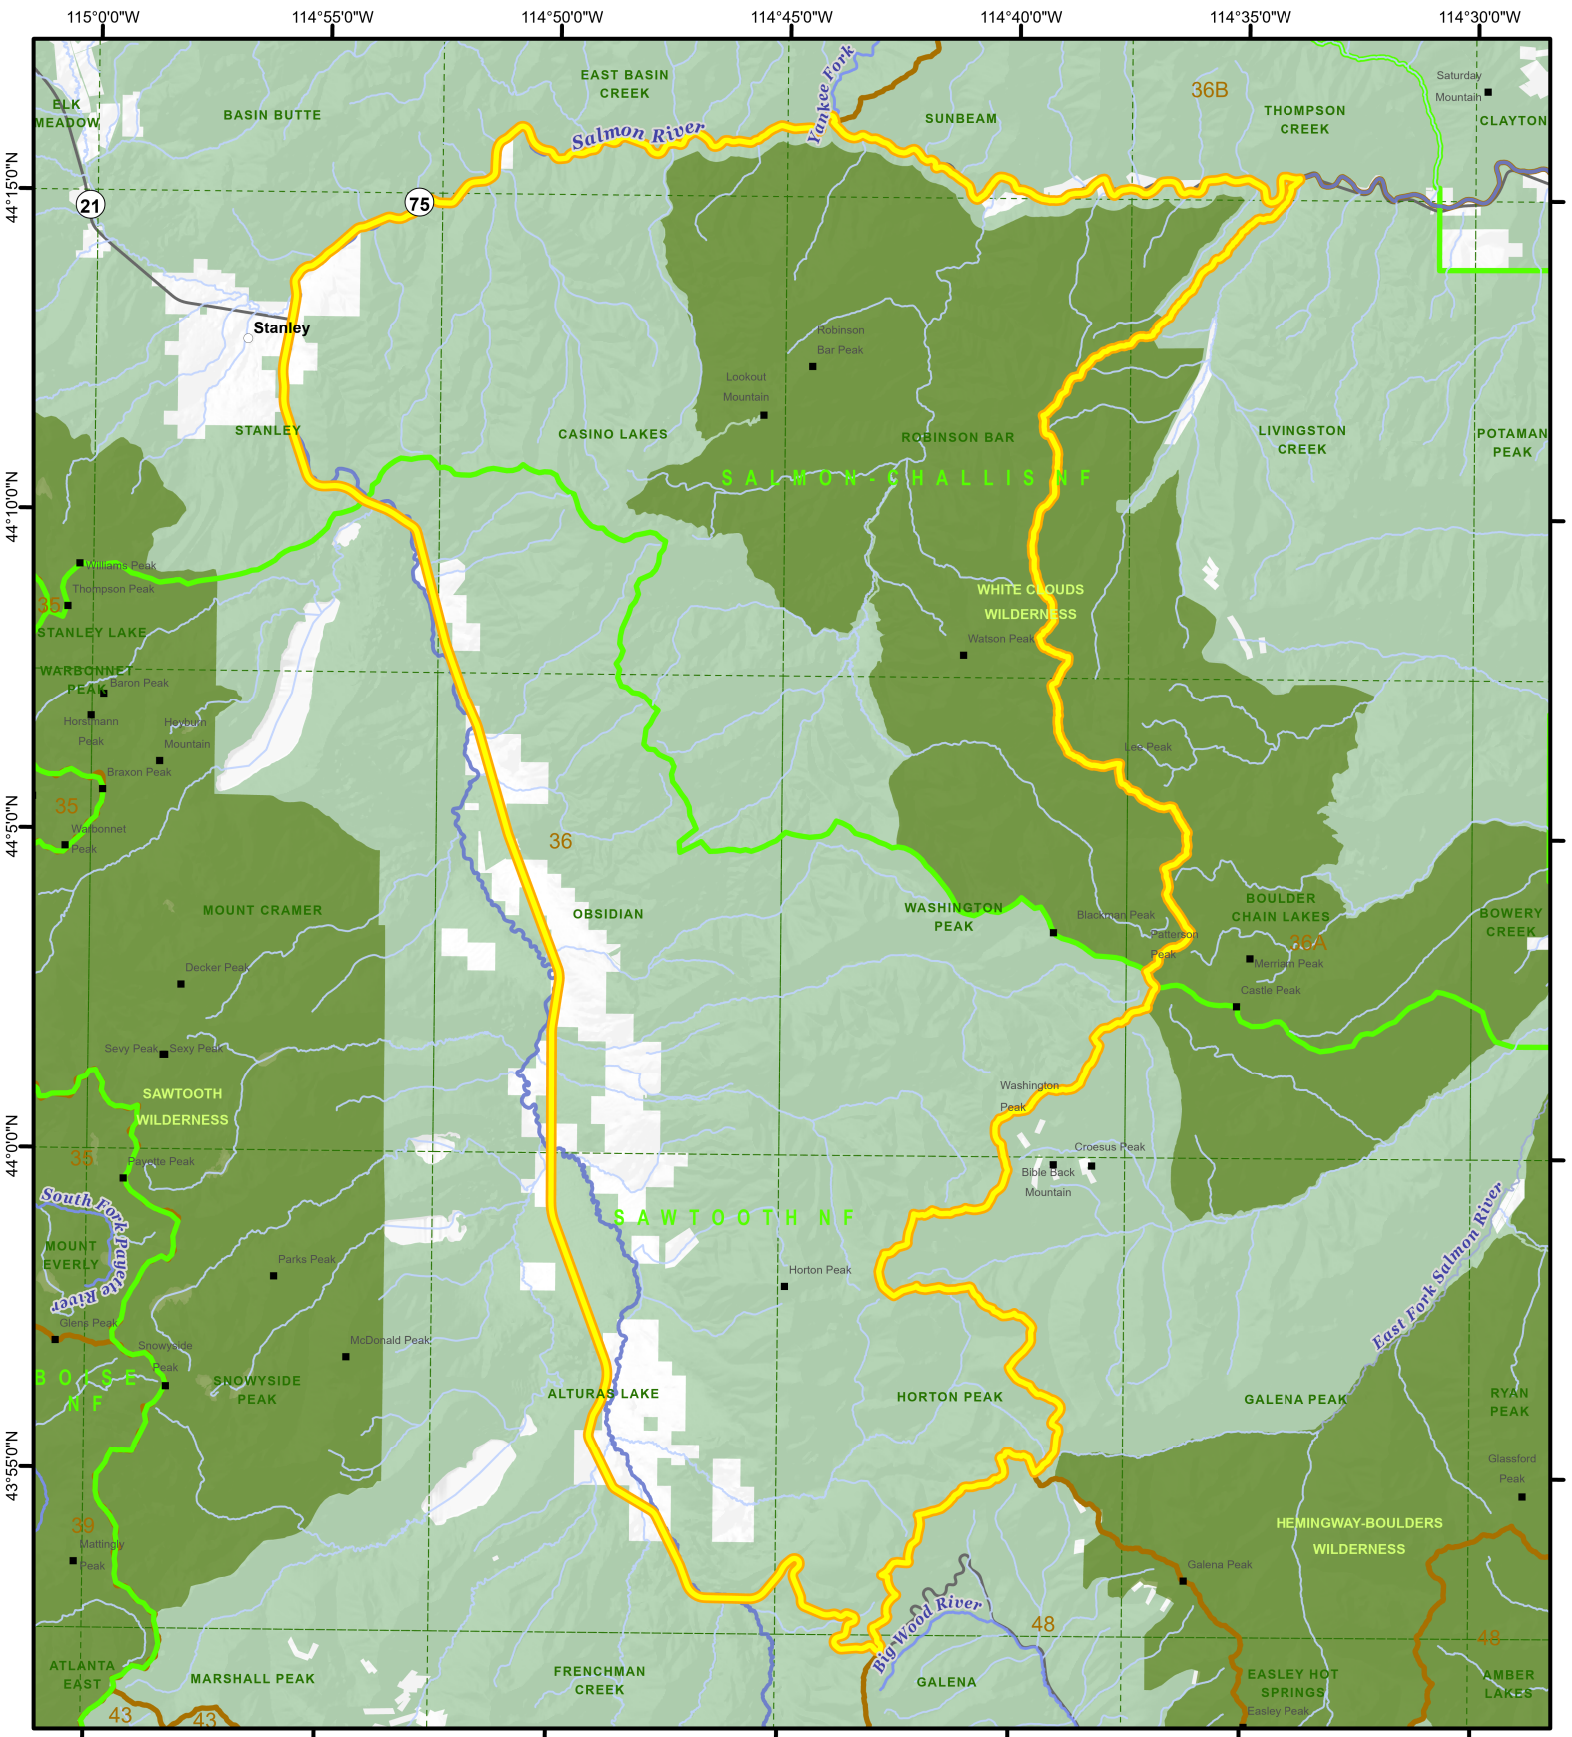 115°0'0"W
114°55'0"W
114°50'0"W
114°45'0"W
114°40'0"W
114°35'0"W
114°30'0"W
44°15'0"N
44°10'0"N
44°5'0"N
44°0'0"N
43°55'0"N
ELK
MEADOW
BASIN BUTTE
EAST BASIN
CREEK
Salmon River
Yankee Fork
SUNBEAM
36B
THOMPSON
CREEK
Saturday
Mountain
CLAYTON
21
75
Stanley
STANLEY
Robinson
Bar Peak
Lookout
Mountain
CASINO LAKES
ROBINSON BAR
LIVINGSTON
CREEK
POTAMAN
PEAK
SALMON-CHALLIS NF
Williams Peak
Thompson Peak
35
STANLEY LAKE
WHITE CLOUDS
WILDERNESS
Watson Peak
WARBONNET
PEAK
Baron Peak
Horstmann
Peak
Heyburn
Mountain
Braxon Peak
Lee Peak
35
Warbonnet
Peak
36
MOUNT CRAMER
OBSIDIAN
WASHINGTON
PEAK
Blackman Peak
Patterson
Peak
BOULDER
CHAIN LAKES
36A
Merriam Peak
Castle Peak
BOWERY
CREEK
Decker Peak
Sevy Peak
Sexy Peak
SAWTOOTH
WILDERNESS
Washington
Peak
35
Payette Peak
Croesus Peak
Bible Back
Mountain
South Fork Payette River
MOUNT
EVERLY
SAWTOOTH NF
Parks Peak
Horton Peak
East Fork Salmon River
Glens Peak
Snowyside
Peak
McDonald Peak
BOISE
NF
SNOWYSIDE
PEAK
ALTURAS LAKE
HORTON PEAK
GALENA PEAK
RYAN
PEAK
Glassford
Peak
39
Mattingly
Peak
HEMINGWAY-BOULDERS
WILDERNESS
Galena Peak
Big Wood River
48
48
ATLANTA
EAST
MARSHALL PEAK
FRENCHMAN
CREEK
GALENA
EASLEY HOT
SPRINGS
AMBER
LAKES
Easley Peak
43
43